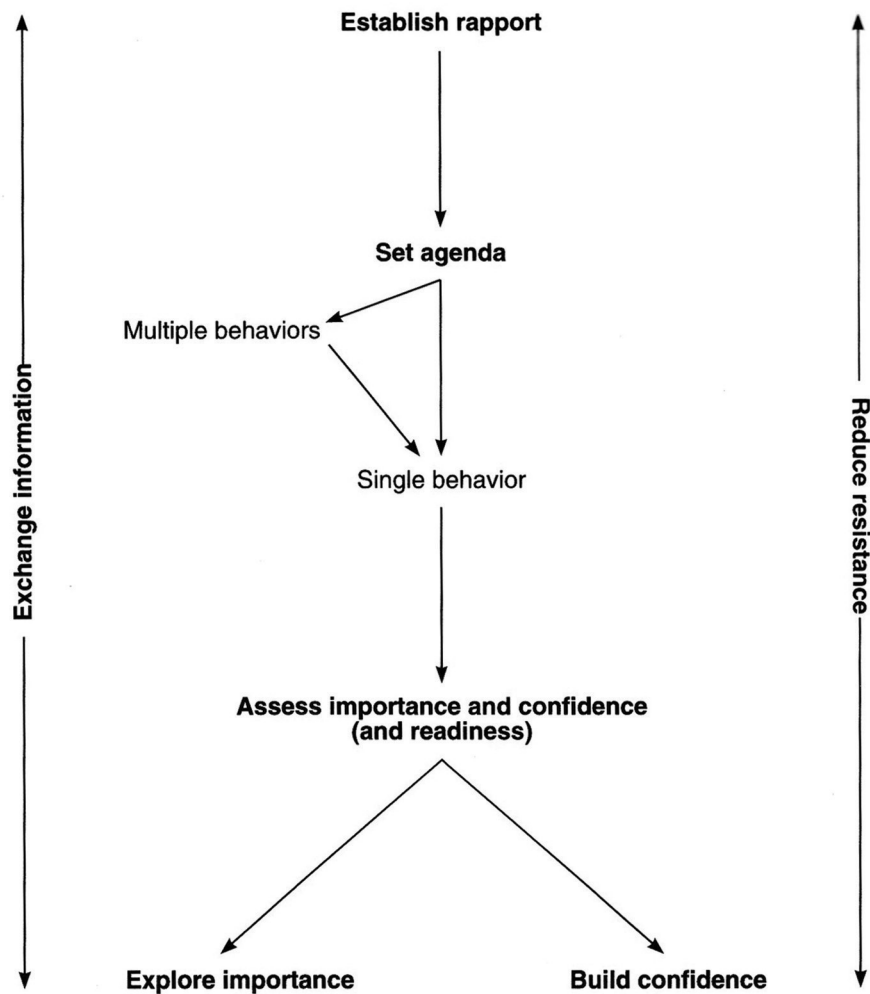 Establish rapport
Set agenda
Multiple behaviors
Exchange information
Reduce resistance
Single behavior
Assess importance and confidence
(and readiness)
Explore importance
Build confidence